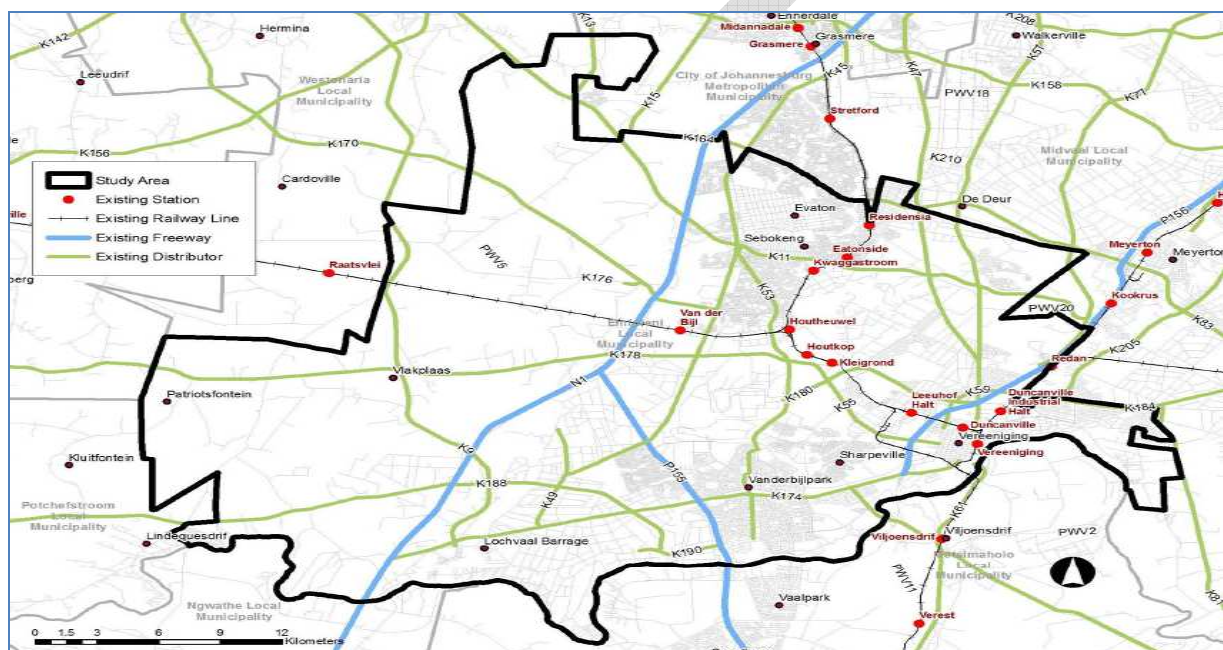 Ennerdale
K208
Midannadale
K13
Hermina
Grasmere
Walkerville
K142
Grasmere
K51
K47
K45
Leeudrif
Westonaria
Local
Municipality
City of Johannesburg
Metropolitan
Municipality
K158
K15
PWV18
K77
Stretford
K164
K170
K156
K210
Midvaal Local
Municipality
Study Area
Existing Station
Existing Railway Line
Existing Freeway
Existing Distributor
Cardoville
De Deur
Evaton
P156
ville
Residensia
Sebokeng
Eatonside
Meyerton
Meyerton
PWV5
K11
Kwaggastroom
Raatsvlei
berg
K176
K53
Kookrus
PWV20
Van der
Bijl
Houtheuwel
K83
Emfuleni
Local
Municipality
Houtkop
K205
K178
Kleigrond
Redan
Vlakplaas
N1
K180
K59
Duncanville
Industrial
Halt
Patriotsfontein
K55
Leeuhof
Halt
K184
Duncanville
Vereeniging
K9
Vereeniging
Kluitfontein
P155
Sharpeville
K188
Vanderbijlpark
K174
K49
Potchefstroom
Local
Municipality
K61
Viljoensdrif
PWV2
Lindequesdrif
Viljoensdrif
Lochvaal Barrage
K190
Metsimaholo
Local
Municipality
PWV11
Ngwathe Local
Municipality
Vaalpark
K81
Verest
0 1.5 3 6 9 12
Kilometers